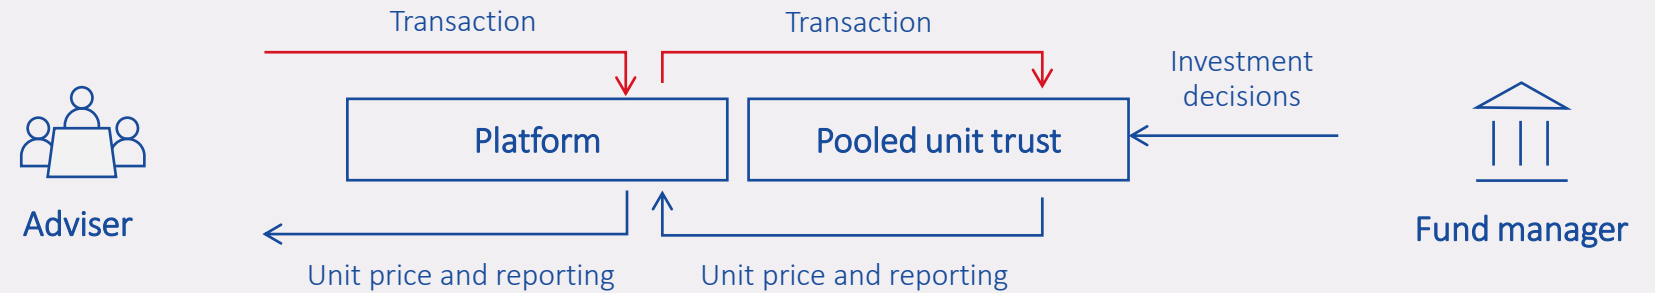 Transaction
Transaction
Investment
decisions
Platform
Pooled unit trust
Adviser
Fund manager
Unit price and reporting
Unit price and reporting